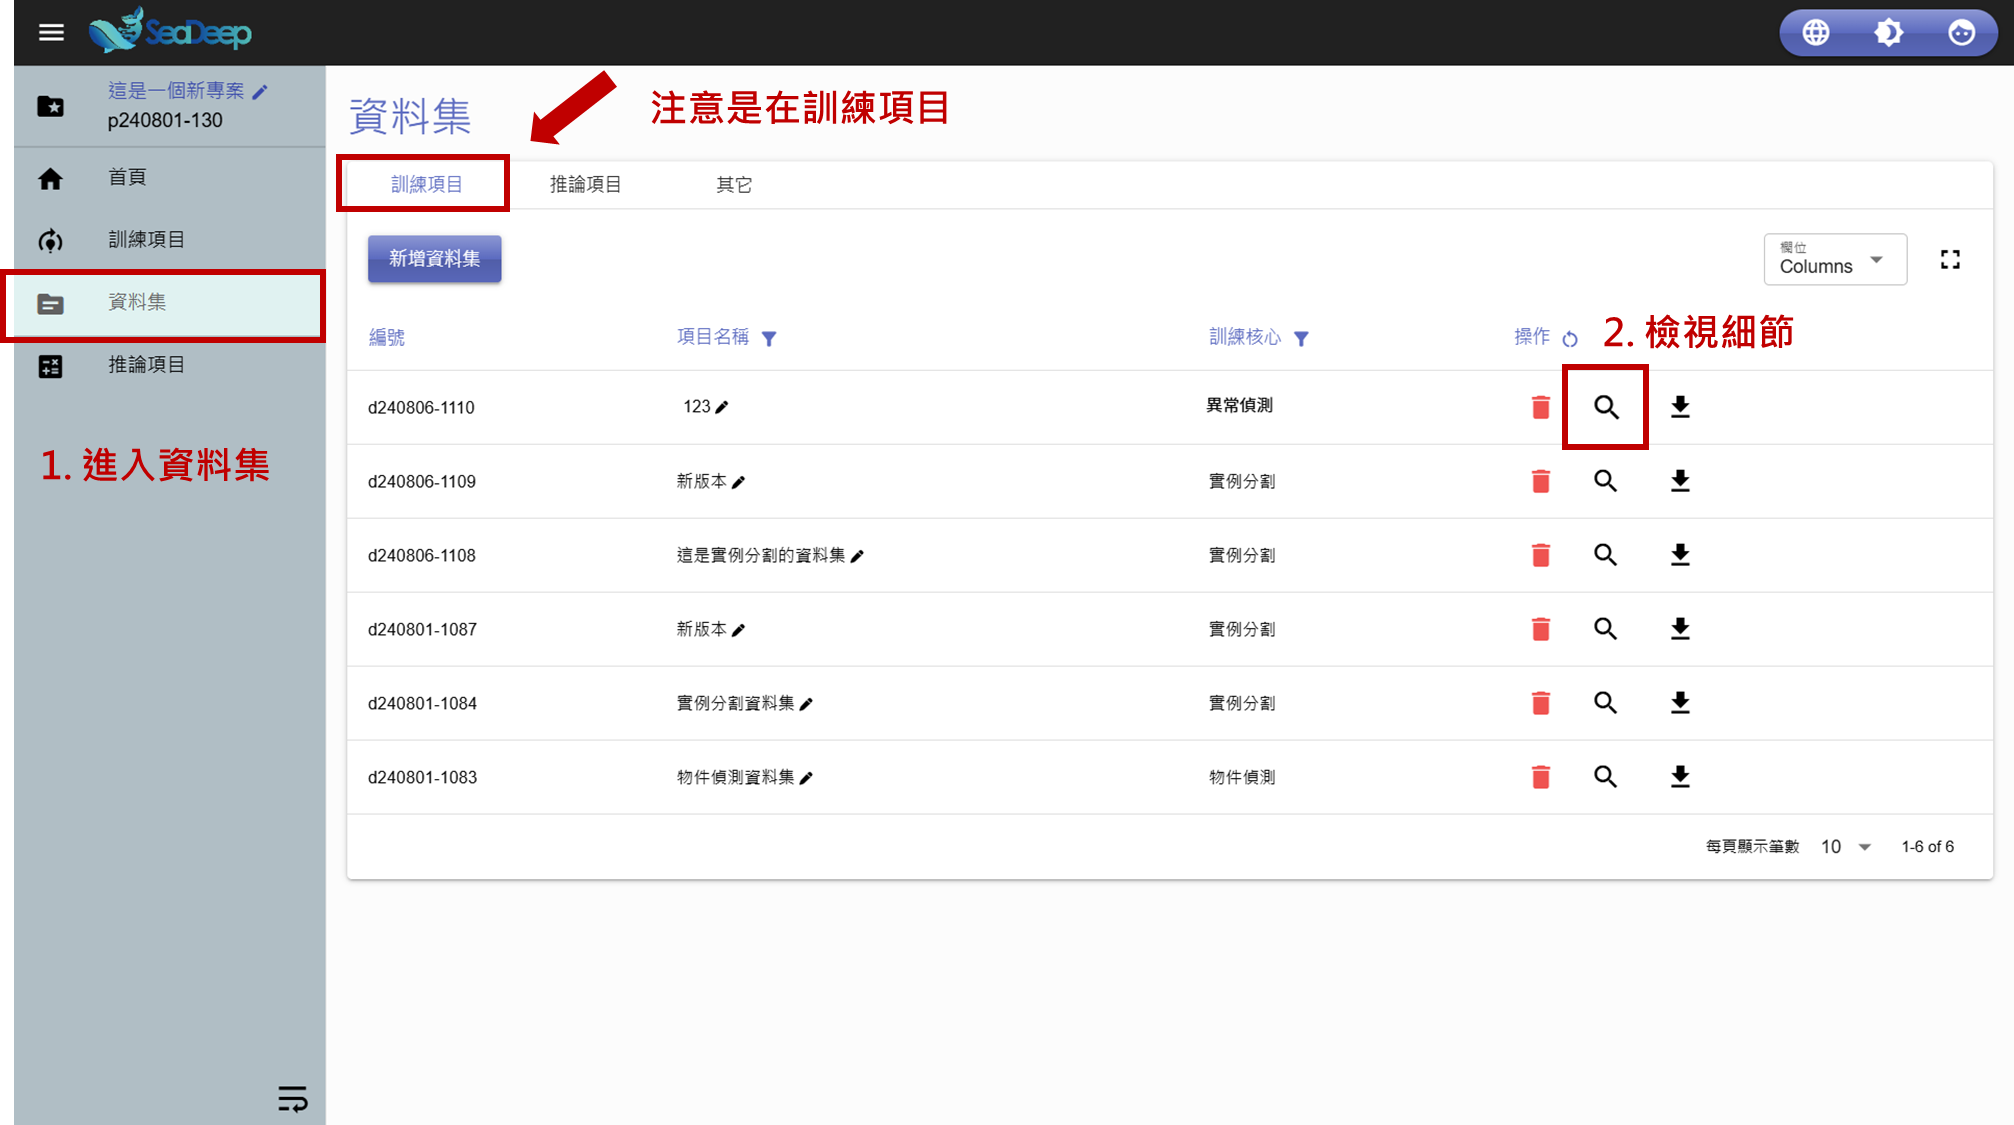 SeaDeep
這是一個新專案
p240801-130
首頁
訓練項目
資料集
推論項目
1. 進入資料集
資料集
注意是在訓練項目
訓練項目 推論項目 其它
新增資料集
欄位
Columns
編號 項目名稱 訓練核心 操作
2. 檢視細節
d240806-1110 123 異常偵測
d240806-1109 新版本 實例分割
d240806-1108 這是實例分割的資料集 實例分割
d240801-1087 新版本 實例分割
d240801-1084 實例分割資料集 實例分割
d240801-1083 物件偵測資料集 物件偵測
每頁顯示筆數 10 1-6 of 6